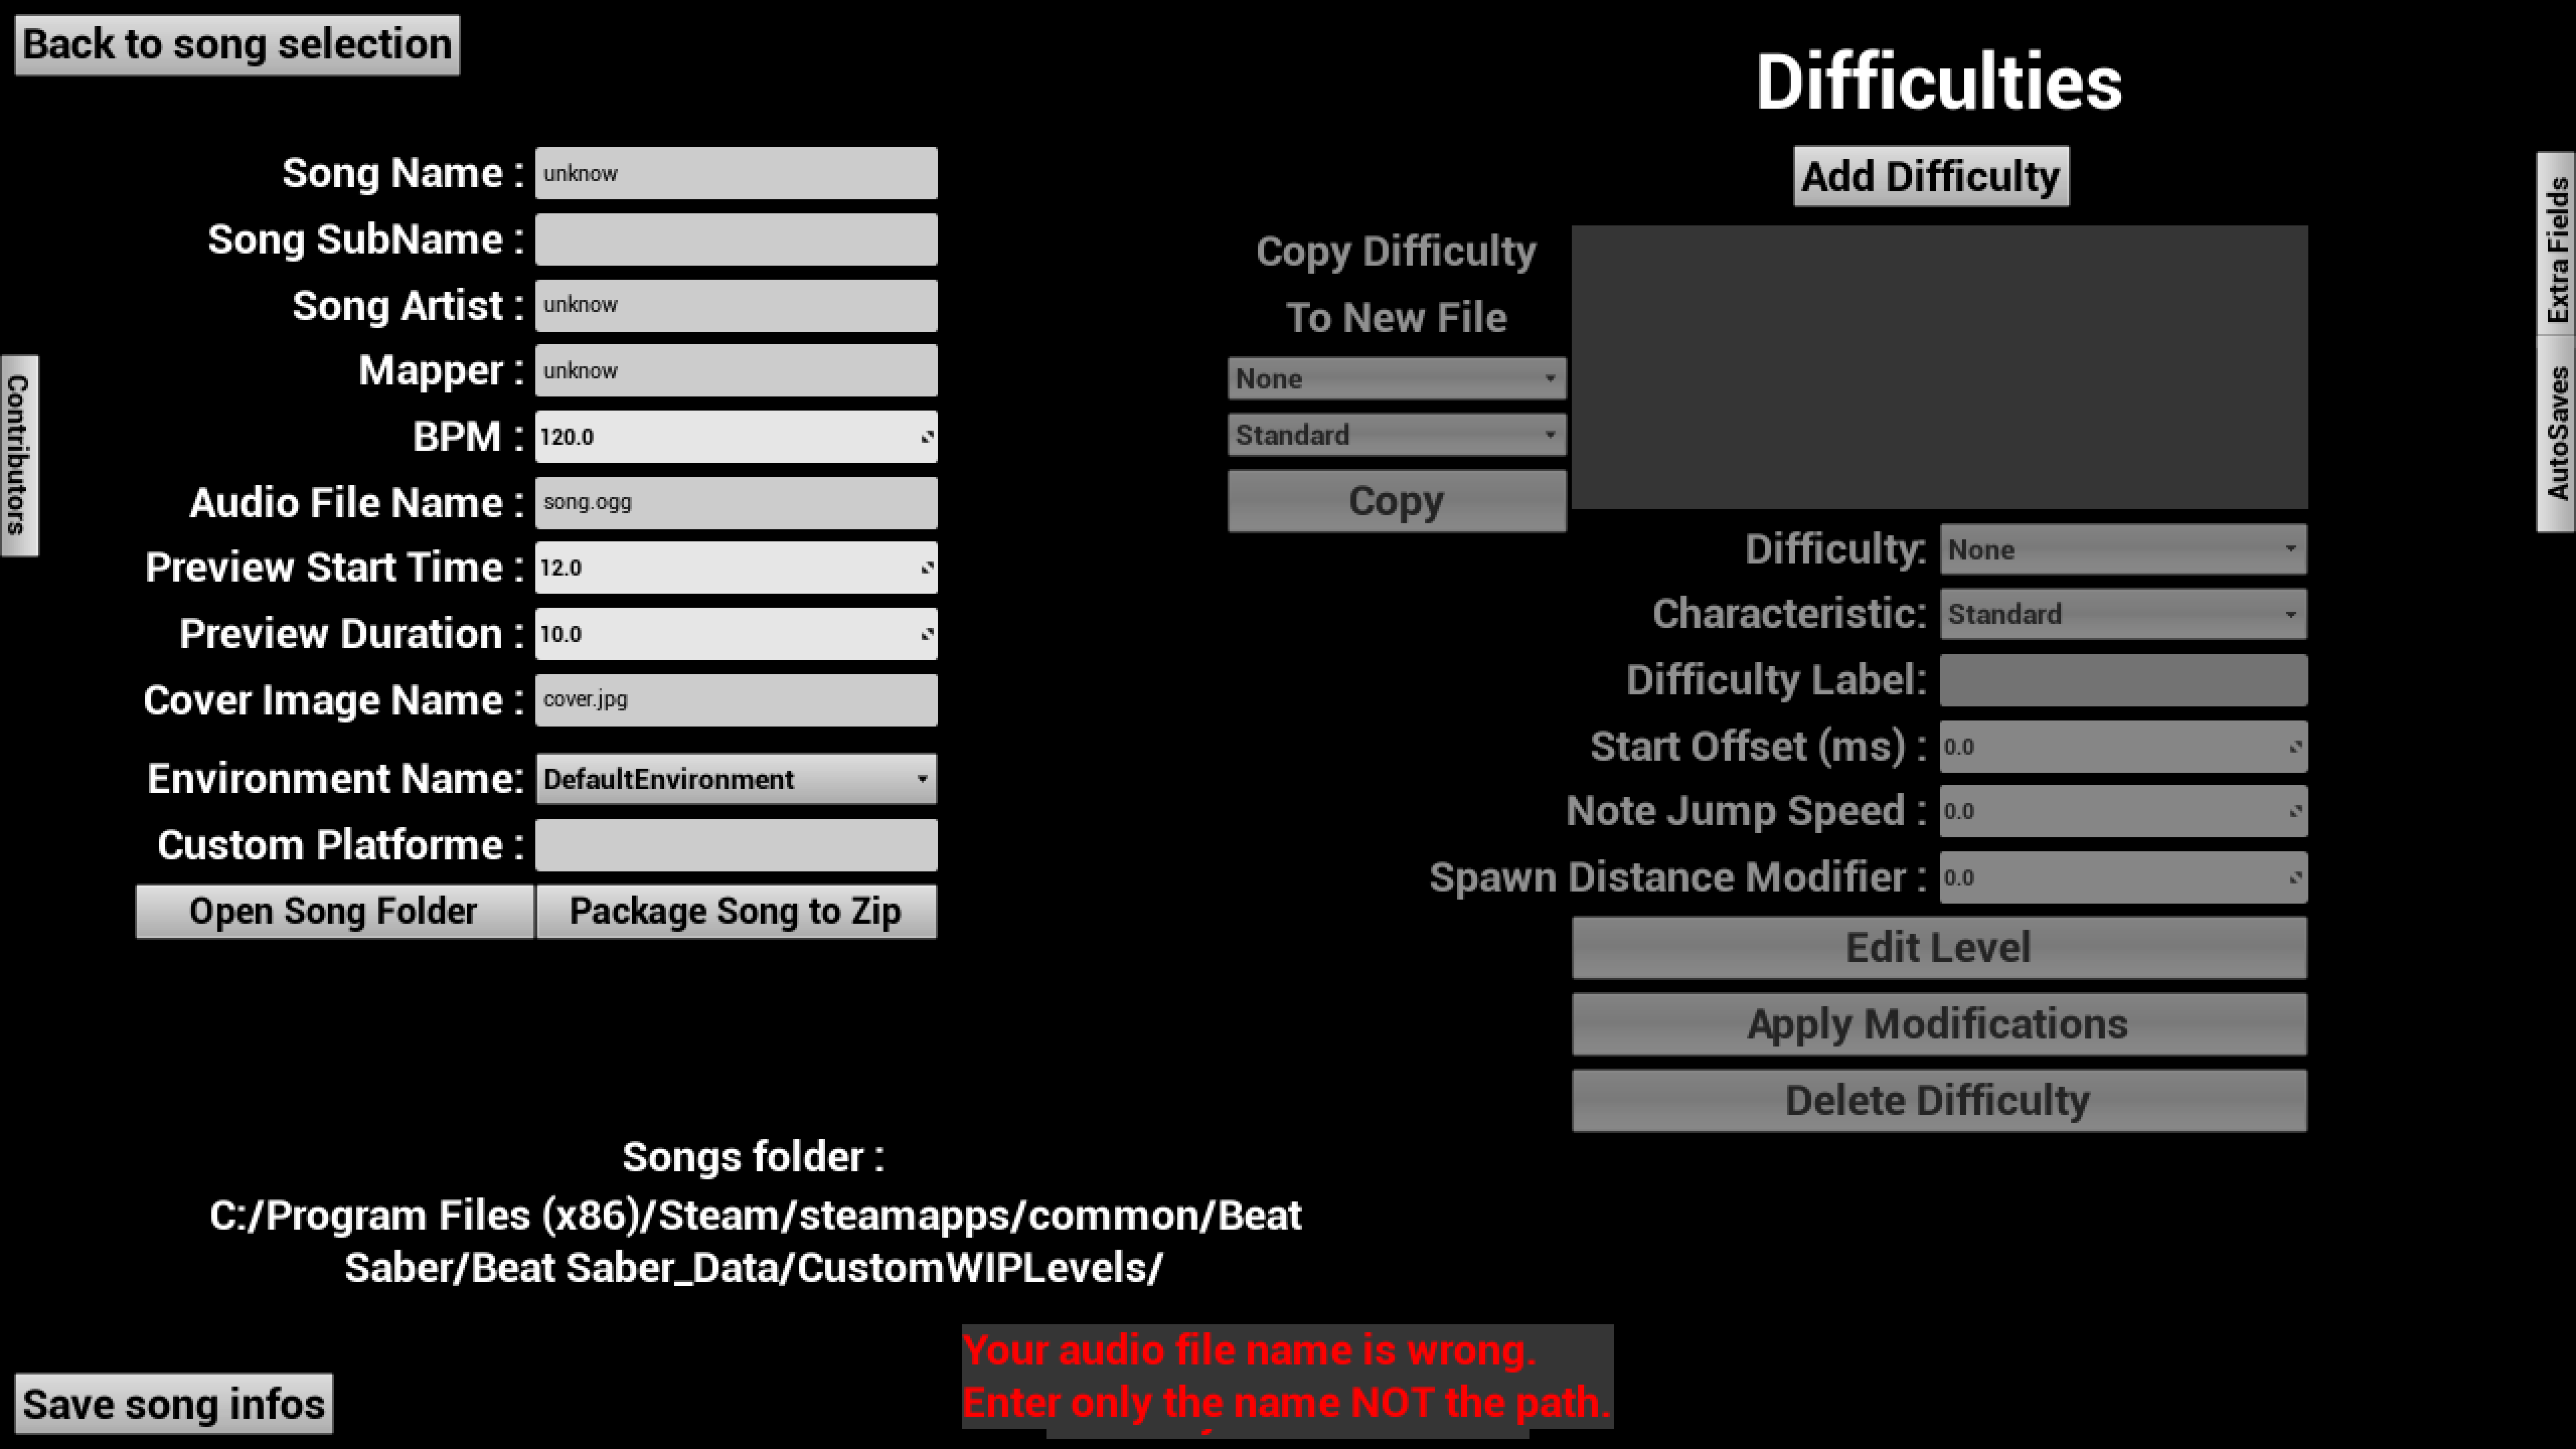 Back to song selection
Song Name :
unknow
Song SubName :
Song Artist :
unknow
Mapper :
unknow
BPM :
120.0
Audio File Name :
song.ogg
Preview Start Time :
12.0
Preview Duration :
10.0
Cover Image Name :
cover.jpg
Environment Name:
DefaultEnvironment
Custom Platforme :
Open Song Folder
Package Song to Zip
Contributors
Songs folder :
C:/Program Files (x86)/Steam/steamapps/common/Beat
Saber/Beat Saber_Data/CustomWIPLevels/
Save song infos
Difficulties
Add Difficulty
Copy Difficulty
To New File
None
Standard
Copy
Difficulty:
None
Characteristic:
Standard
Difficulty Label:
Start Offset (ms) :
0.0
Note Jump Speed :
0.0
Spawn Distance Modifier :
0.0
Edit Level
Apply Modifications
Delete Difficulty
Extra Fields
AutoSaves
Your audio file name is wrong.
Enter only the name NOT the path.